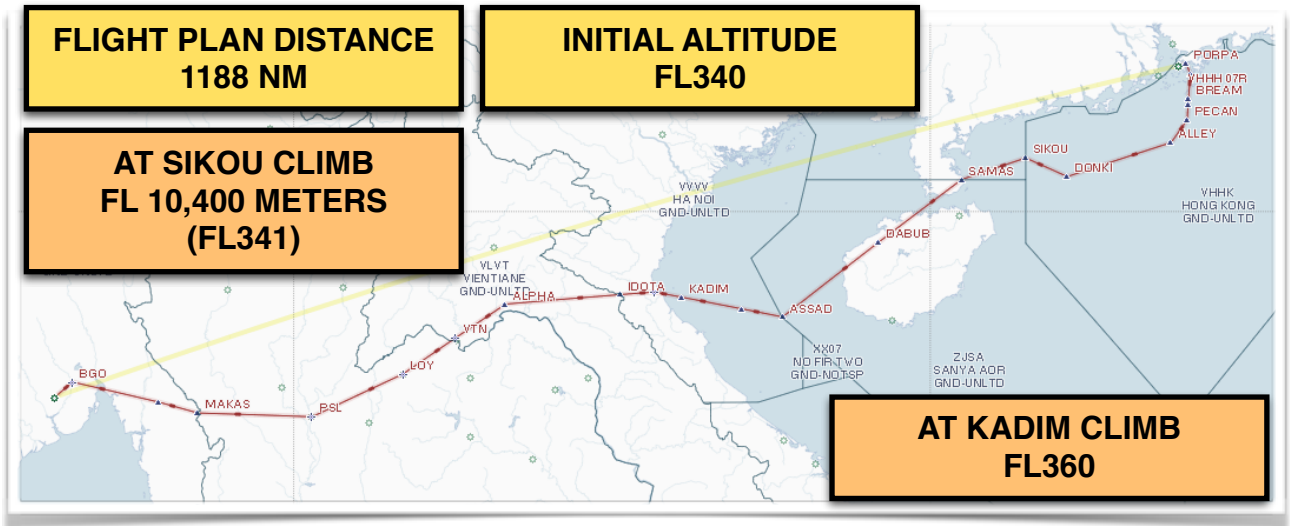 FLIGHT PLAN DISTANCE
1188 NM
INITIAL ALTITUDE
FL340
AT SIKOU CLIMB
FL 10,400 METERS
(FL341)
PORPA
VHHH 07R
BREAM
PECAN
ALLEY
SIKOU
DONKI
SAMAS
VVVV
HA NOI
GND-UNLTD
VHHK
HONG KONG
GND-UNLTD
DABUB
VLVT
VIENTIANE
GND-UNLTD
ALPHA
IDOTA
KADIM
ASSAD
VTN
LOY
XX07
NO FIR TWO
GND-NOTSP
ZJSA
SANYA AOR
GND-UNLTD
BGO
MAKAS
PSL
AT KADIM CLIMB
FL360